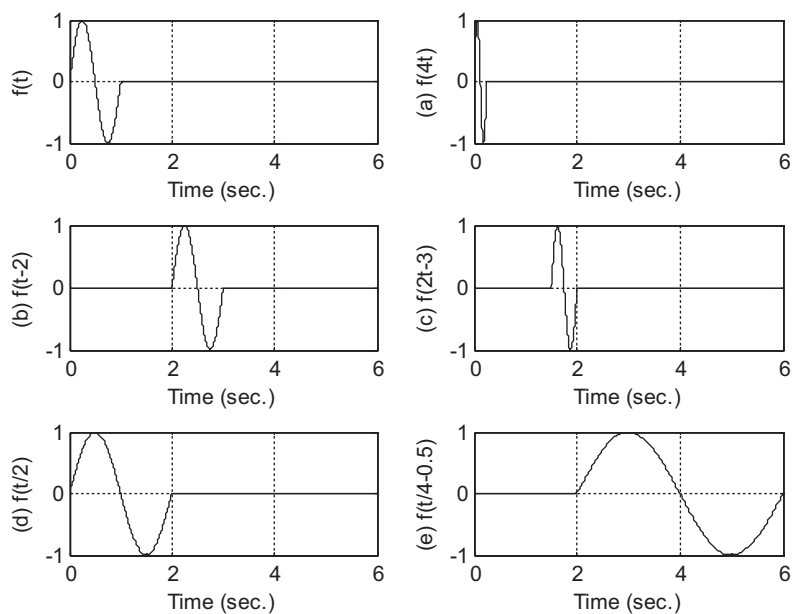 f(t)
1
0
-1
0 2 4 6
Time (sec.)
(a) f(4t)
1
0
-1
0 2 4 6
Time (sec.)
(b) f(t-2)
1
0
-1
0 2 4 6
Time (sec.)
(c) f(2t-3)
1
0
-1
0 2 4 6
Time (sec.)
(d) f(t/2)
1
0
-1
0 2 4 6
Time (sec.)
(e) f(t/4-0.5)
1
0
-1
0 2 4 6
Time (sec.)